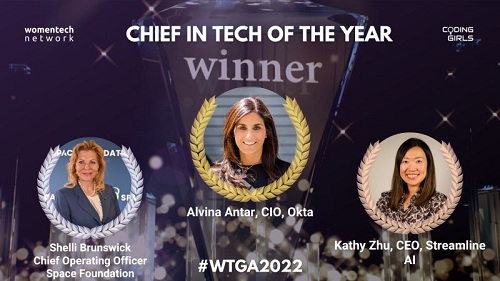 womentech
network
CHIEF IN TECH OF THE YEAR
CODING
GIRLS
winner
Alvina Antar, CIO, Okta
Shelli Brunswick
Chief Operating Officer
Space Foundation
Kathy Zhu, CEO, Streamline
AI
#WTGA2022